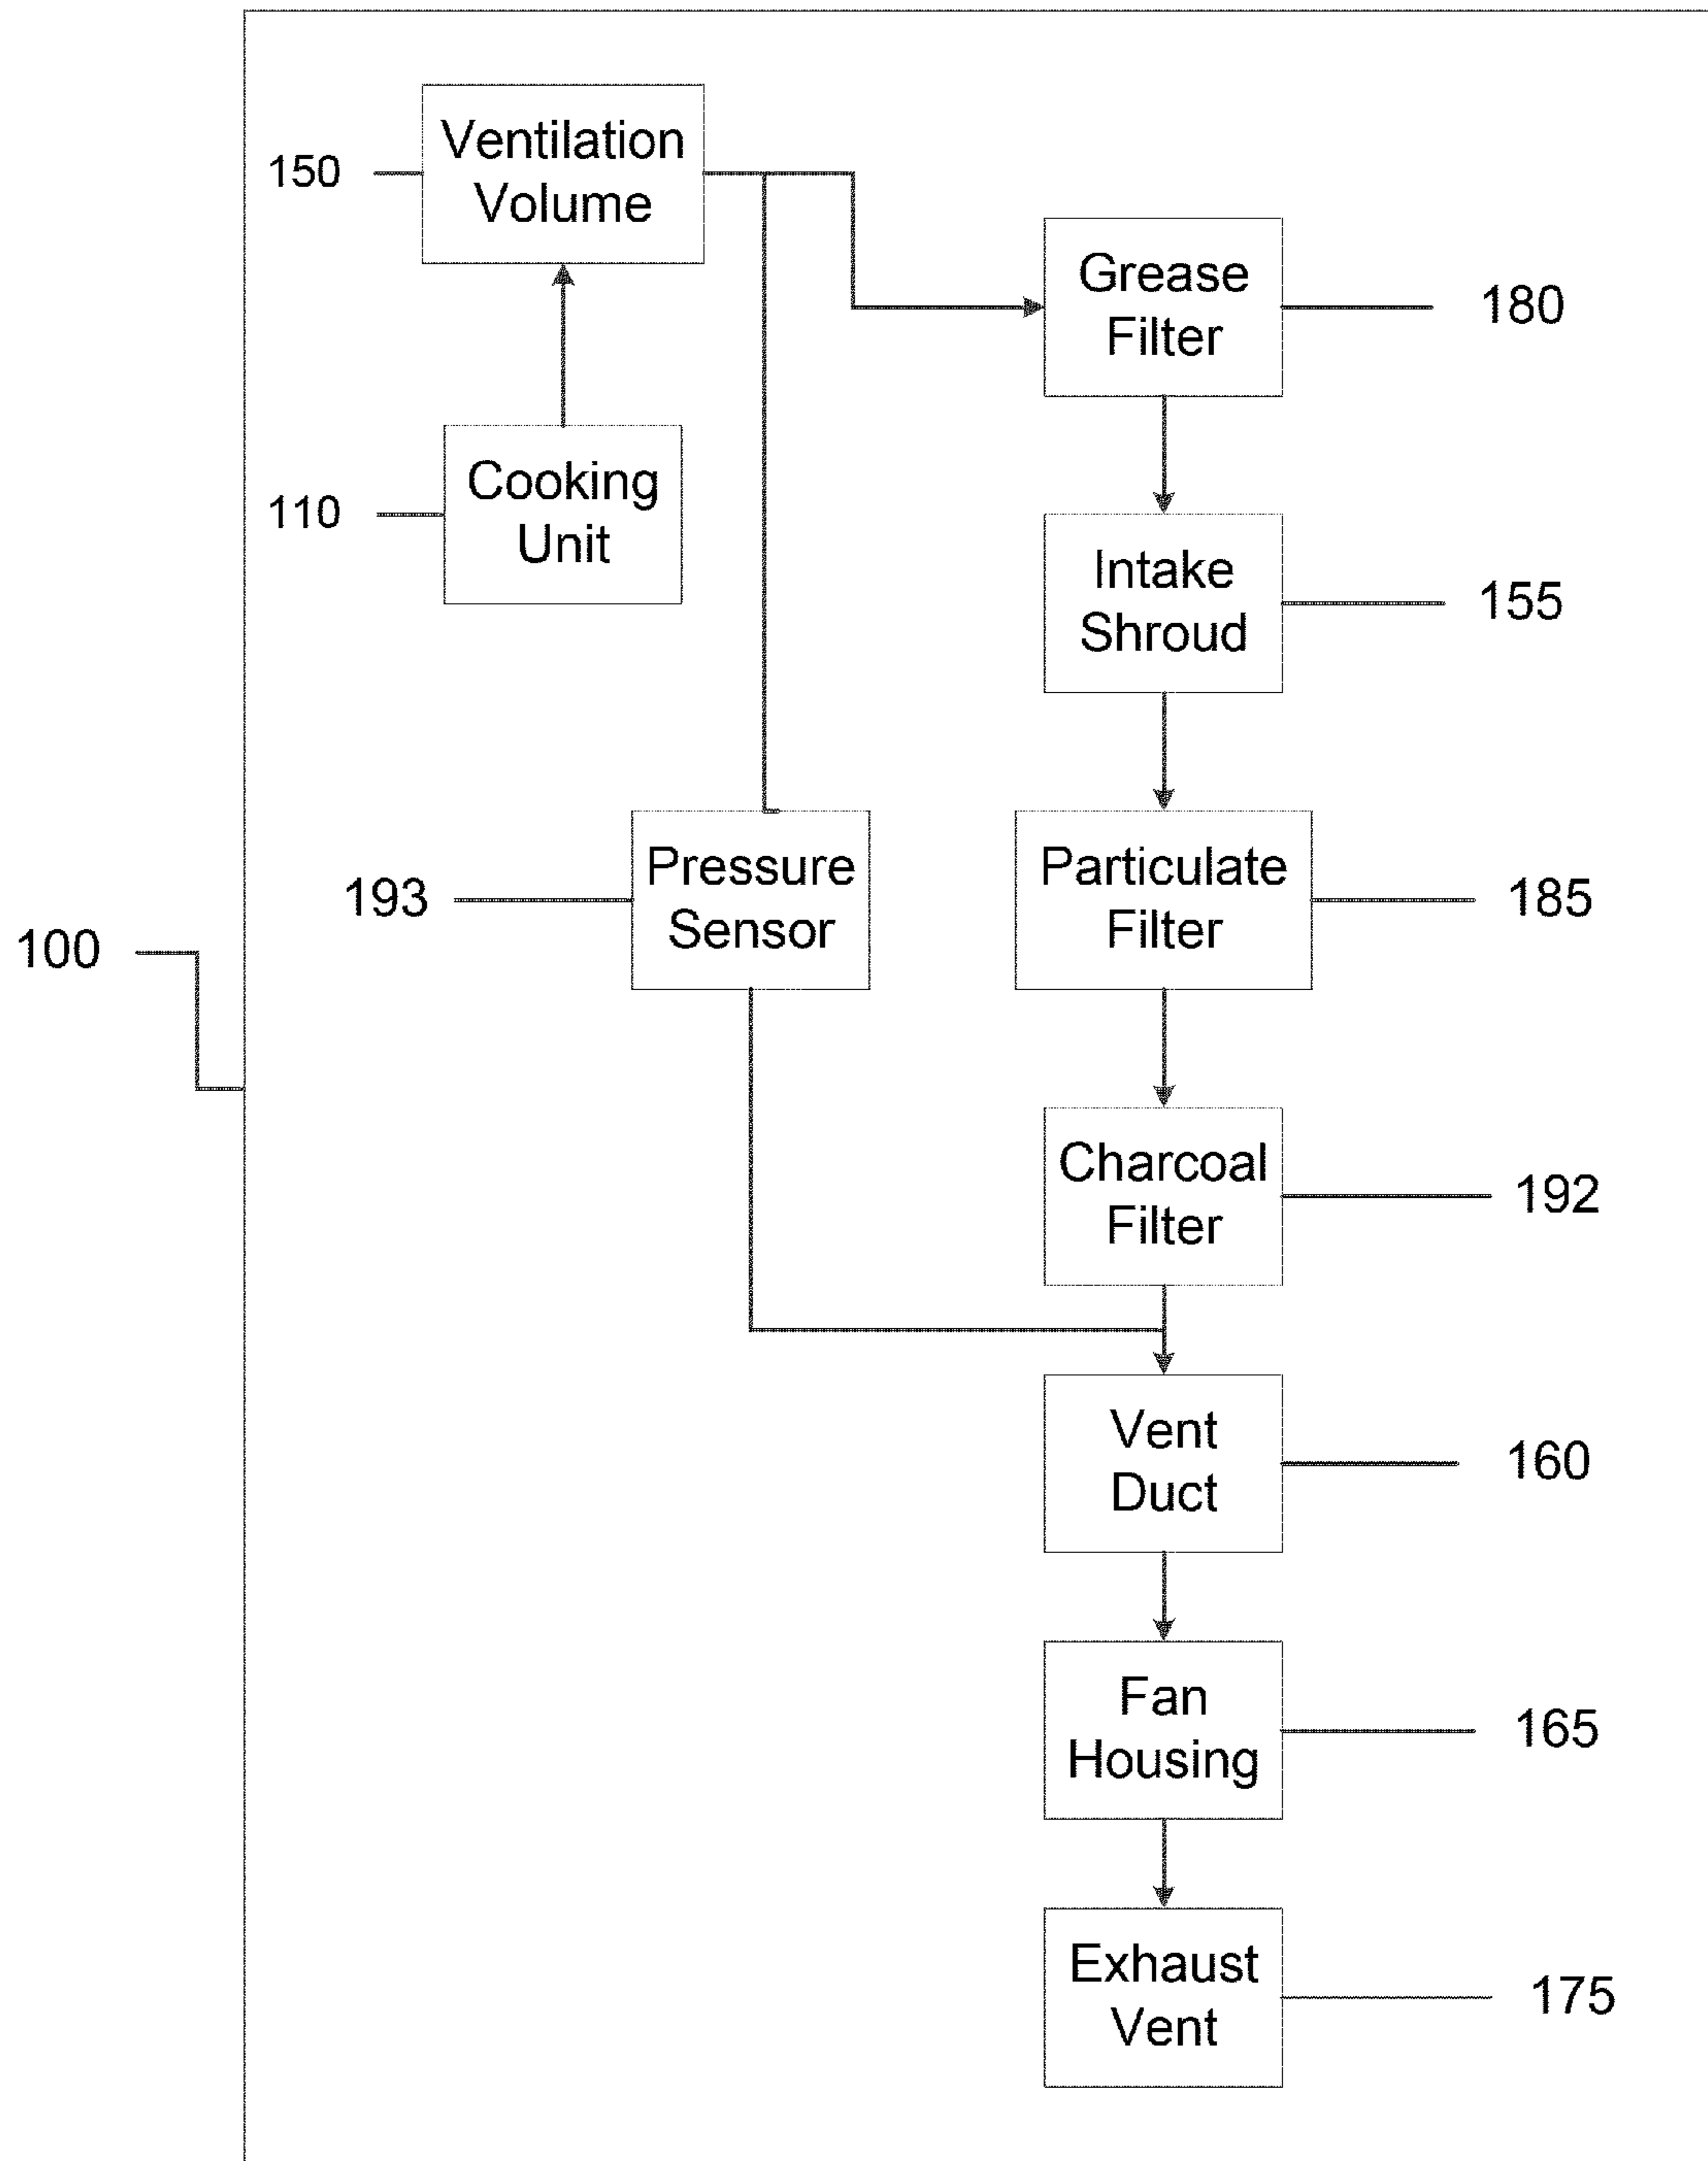 150
Ventilation
Volume
Grease
Filter
180
110
Cooking
Unit
Intake
Shroud
155
193
Pressure
Sensor
Particulate
Filter
185
100
Charcoal
Filter
192
Vent
Duct
160
Fan
Housing
165
Exhaust
Vent
175